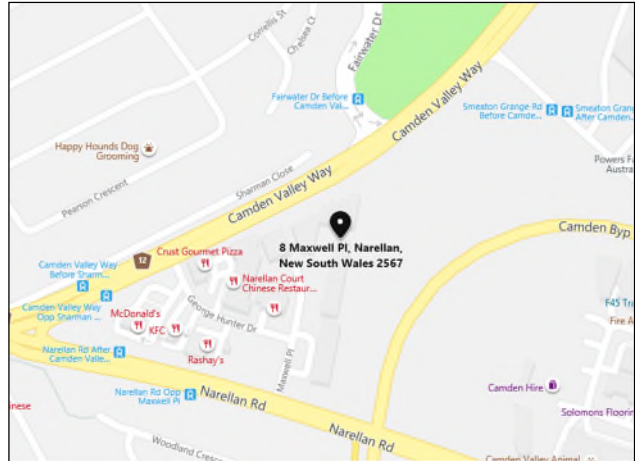 Correllis St
Chelsea Ct
Fairwater Dr
Fairwater Dr Before
Camden Val...
Camden Valley Way
Smeaton Grange Rd
Before Camde...
Smeaton Grange
After Camden...
Happy Hounds Dog
Grooming
Powers F
Austra
Pearson Crescent
Sharman Close
Camden Valley Way
Camden Byp
8 Maxwell Pl, Narellan,
New South Wales 2567
12
Crust Gourmet Pizza
Camden Valley Way
Before Sharm...
Narellan Court
Chinese Restaur...
Camden Valley Way
Opp Sharman ...
George Hunter Dr
F45 Tra
McDonald's
KFC
Fire A
Narellan Rd After
Camden Valle...
Rashay's
Maxwell Pl
Narellan Rd Opp
Maxwell Pl
Narellan Rd
Camden Hire
inese
Solomons Floorin
Narellan Rd
Woodland Cresc
Camden Valley Animal